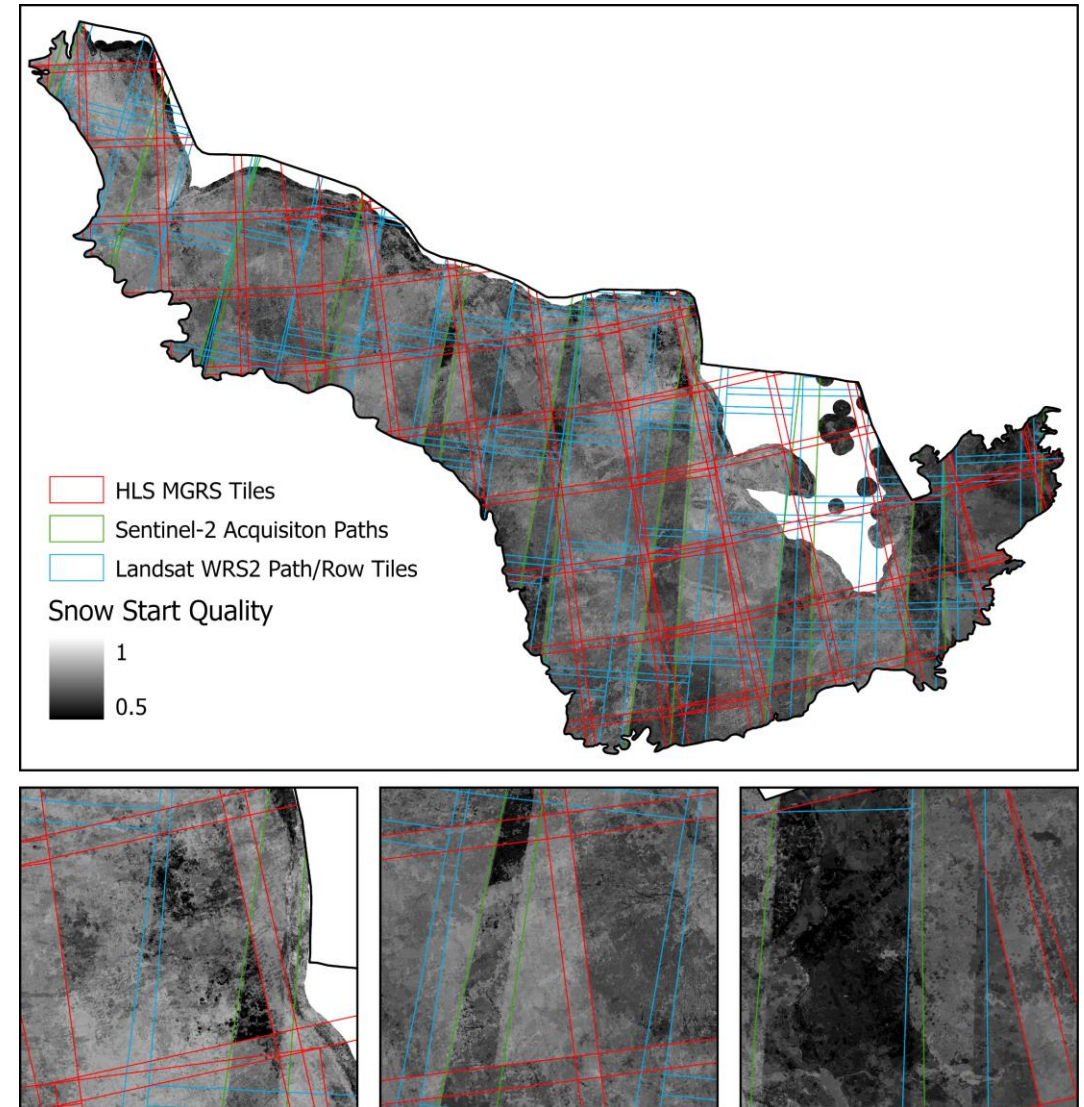 HLS MGRS Tiles
Sentinel-2 Acquisiton Paths
Landsat WRS2 Path/Row Tiles
Snow Start Quality
1
0.5